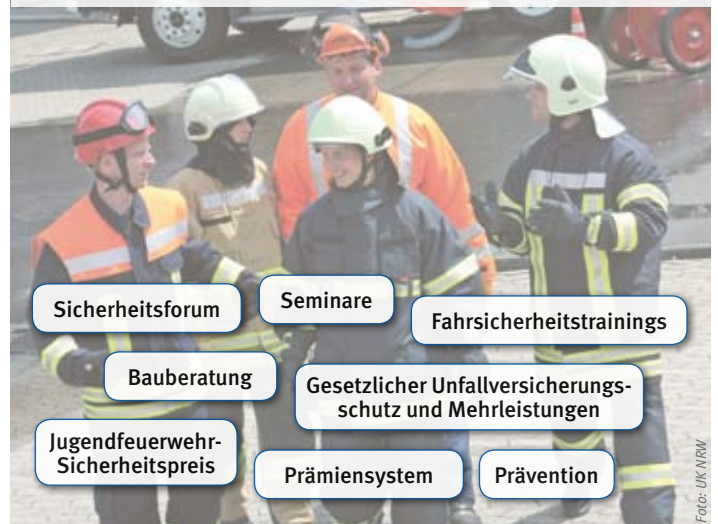 Sicherheitsforum
Seminare
Fahrsicherheitstrainings
Bauberatung
Gesetzlicher Unfallversicherungs-
schutz und Mehrleistungen
Jugendfeuerwehr-
Sicherheitspreis
Prämiensystem
Prävention
Foto: UK NRW